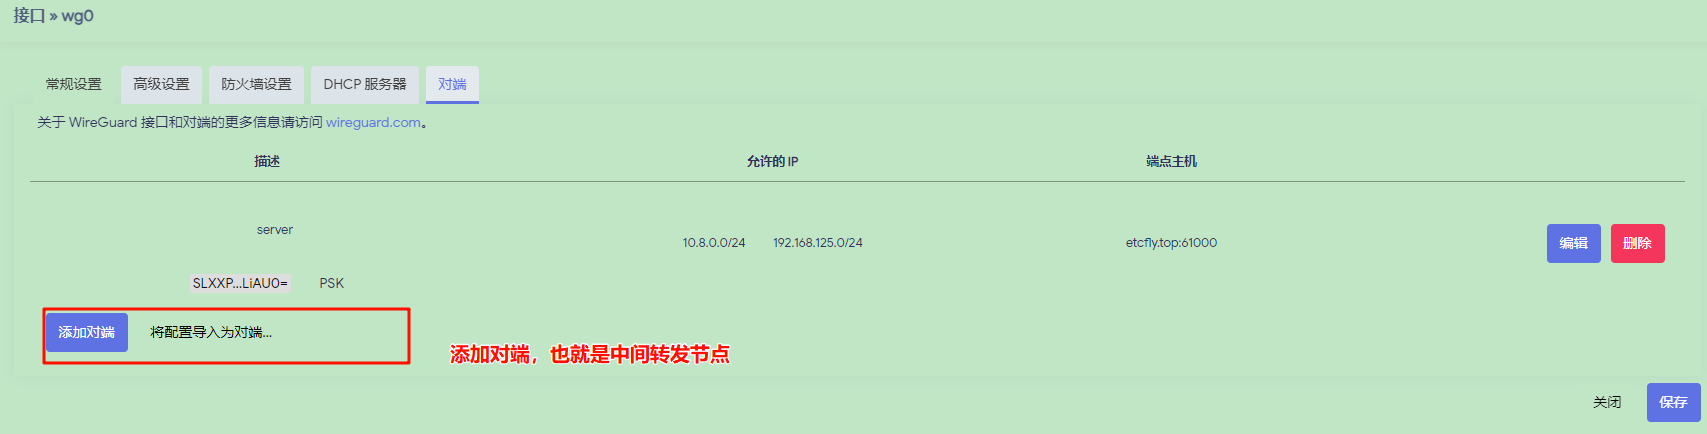 接口 » wg0
常规设置 高级设置 防火墙设置 DHCP 服务器 对端
关于 WireGuard 接口和对端的更多信息请访问 wireguard.com。
描述 允许的 IP 端点主机
server
10.8.0.0/24 192.168.125.0/24 etcfly.top:61000 编辑 删除
SLXXP...LiAU0= PSK
添加对端 将配置导入为对端...
添加对端，也就是中间转发节点
关闭 保存